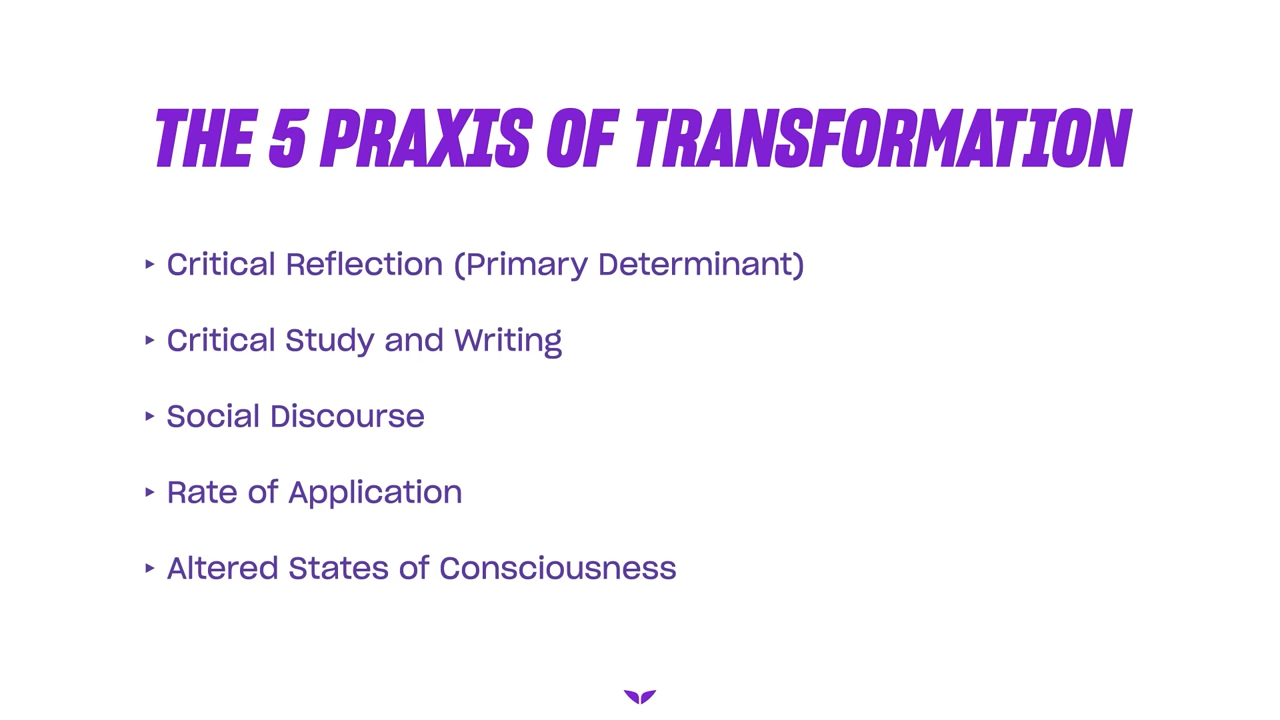 THE 5 PRAXIS OF TRANSFORMATION
‣ Critical Reflection (Primary Determinant)
‣ Critical Study and Writing
‣ Social Discourse
‣ Rate of Application
‣ Altered States of Consciousness